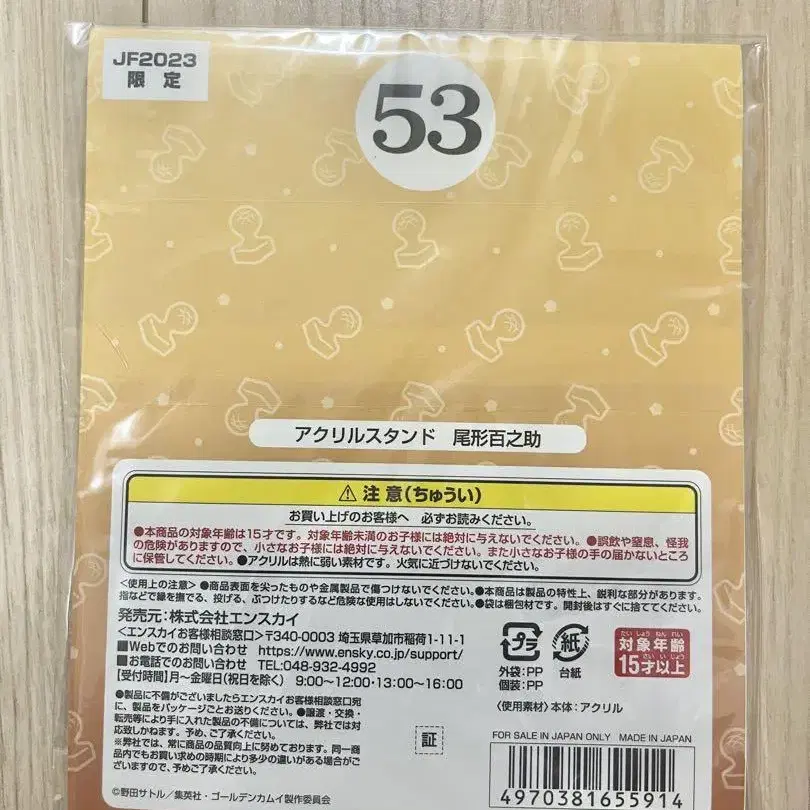 JF2023
限定
53
アクリルスタンド 尾形百之助
⚠注意(ちゅうい)
お買い上げのお客様へ 必ずお読みください。
●本商品の対象年齢は15才です。対象年齢未満のお子様には絶対に与えないでください。●誤飲や窒息、怪我
の危険がありますので、小さなお子様には絶対に与えないでください。また小さなお子様の手の届かないところ
に保管してください。●アクリルは熱に弱い素材です。火気に近づけないでください。
<使用上の注意>●商品表面を尖ったものや金属製品で傷つけないでください。●本商品は製品の特性上、鋭利な部分があります。
指などで縁を撫でる、投げる、ぶつけたりするなど危険な使用はしないでください。●袋は梱包材です。開封後はすぐに捨ててください。
発売元:株式会社エンスカイ
<エンスカイお客様相談窓口>〒340-0003 埼玉県草加市稲荷1-11-1
■Webでのお問い合わせ https://www.ensky.co.jp/support/
■お電話でのお問い合わせ TEL:048-932-4992
[受付時間]月~金曜日(祝日を除く) 9:00~12:00・13:00~16:00
プラ
外袋:PP
個装:PP
紙
台紙
たいしょうねんれい
対象年齢
15才以上
さいいじょう
●製品に不備がございましたらエンスカイお客様相談窓口宛
に、製品をパッケージごとお送りください。●譲渡・交換・
転売等により手に入れた製品の不備については、弊社では対
応致しかねます。予め、ご了承ください。
※弊社では、常に商品の品質向上に努めております。同一商
品内でもお買い求めの時期により多少の違いがある場合がご
ざいますので、予めご了承ください。
証
<使用素材>本体:アクリル
FOR SALE IN JAPAN ONLY MADE IN JAPAN
4970381655914
©野田サトル/集英社・ゴールデンカムイ製作委員会